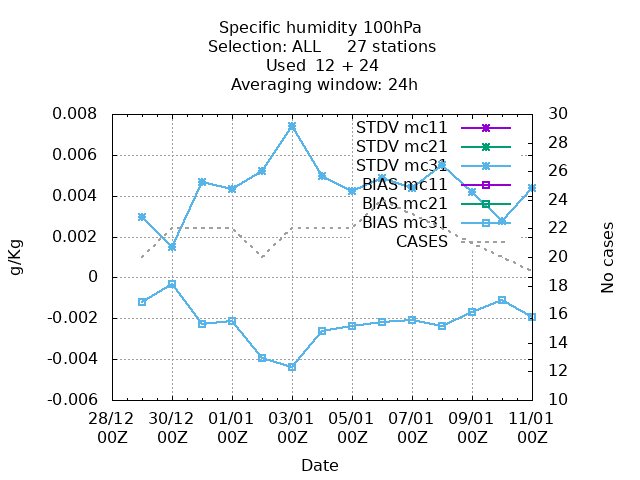 Specific humidity 100hPa
Selection: ALL 27 stations
Used 12 + 24
Averaging window: 24h
0.008
0.006
0.004
0.002
0
-0.002
-0.004
-0.006
g/Kg
STDV mc11
STDV mc21
STDV mc31
BIAS mc11
BIAS mc21
BIAS mc31
CASES
30
28
26
24
22
20
18
16
14
12
10
No cases
28/12 30/12 01/01 03/01 05/01 07/01 09/01 11/01
00Z 00Z 00Z 00Z 00Z 00Z 00Z 00Z
Date